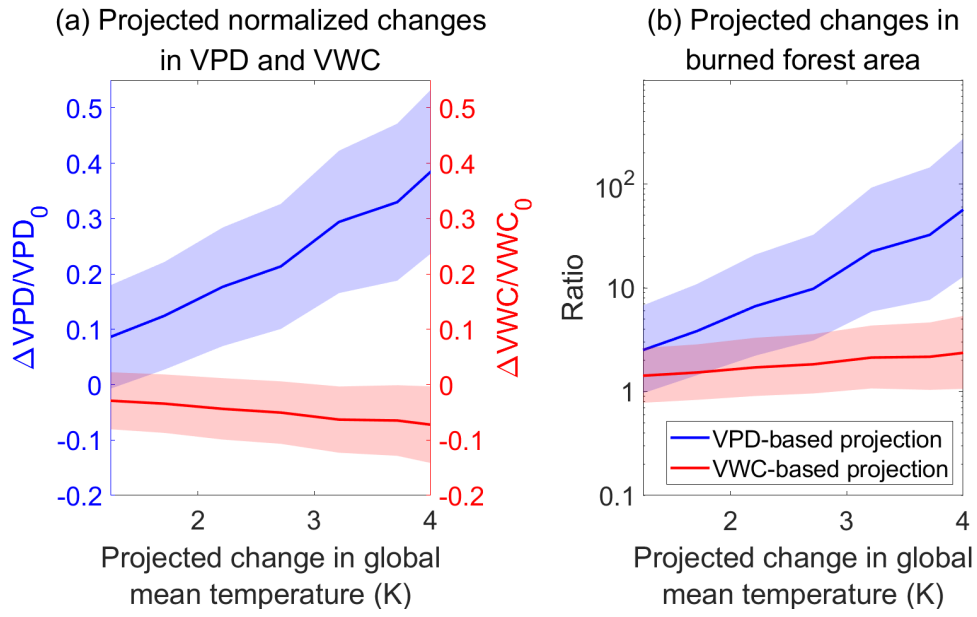 (a) Projected normalized changes
in VPD and VWC
0.5
0.4
0.3
0.2
0.1
0
-0.1
-0.2
ΔVPD/VPD₀
0.5
0.4
0.3
0.2
0.1
0
-0.1
-0.2
ΔVWC/VWC₀
2
3
4
Projected change in global
mean temperature (K)
(b) Projected changes in
burned forest area
10²
10
1
0.1
Ratio
VPD-based projection
VWC-based projection
2
3
4
Projected change in global
mean temperature (K)